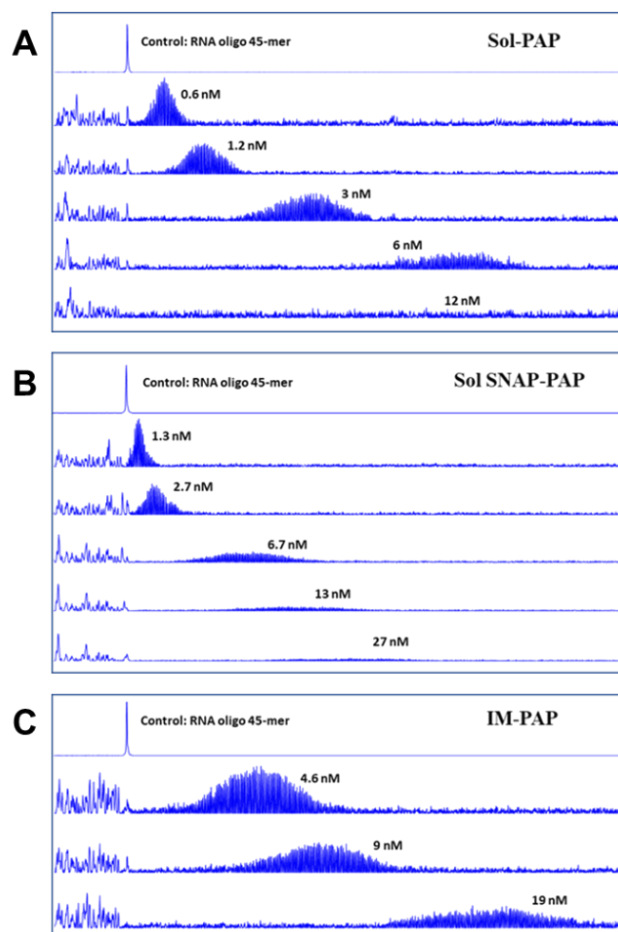 A
Control: RNA oligo 45-mer
Sol-PAP
0.6 nM
1.2 nM
3 nM
6 nM
12 nM
B
Control: RNA oligo 45-mer
Sol SNAP-PAP
1.3 nM
2.7 nM
6.7 nM
13 nM
27 nM
C
Control: RNA oligo 45-mer
IM-PAP
4.6 nM
9 nM
19 nM